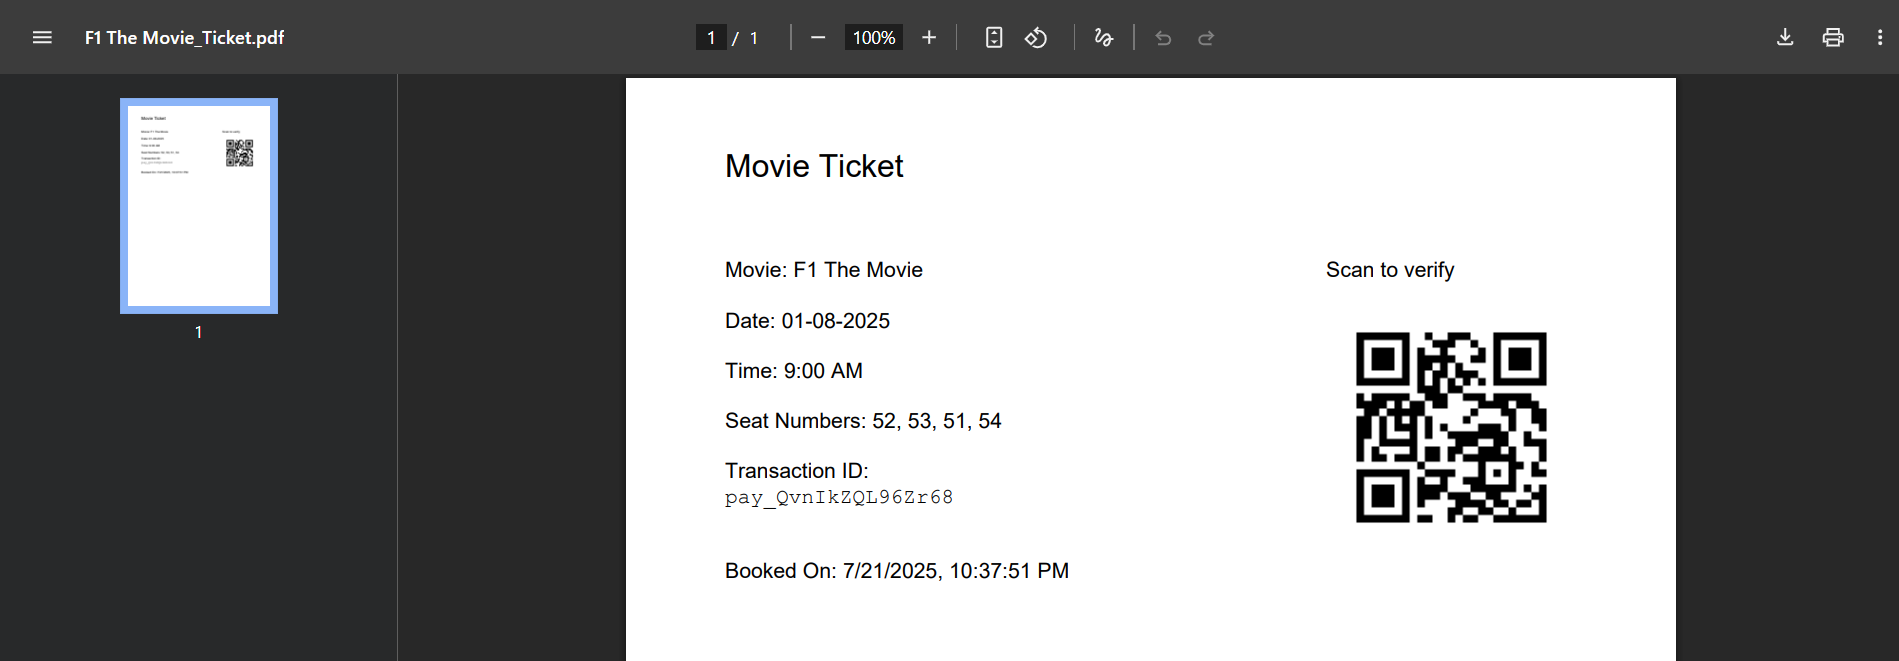 F1 The Movie_Ticket.pdf
1 / 1
100%
1
Movie Ticket
Movie: F1 The Movie
Scan to verify
Date: 01-08-2025
Time: 9:00 AM
Seat Numbers: 52, 53, 51, 54
Transaction ID:
pay_QvnIkZQL96Zr68
Booked On: 7/21/2025, 10:37:51 PM